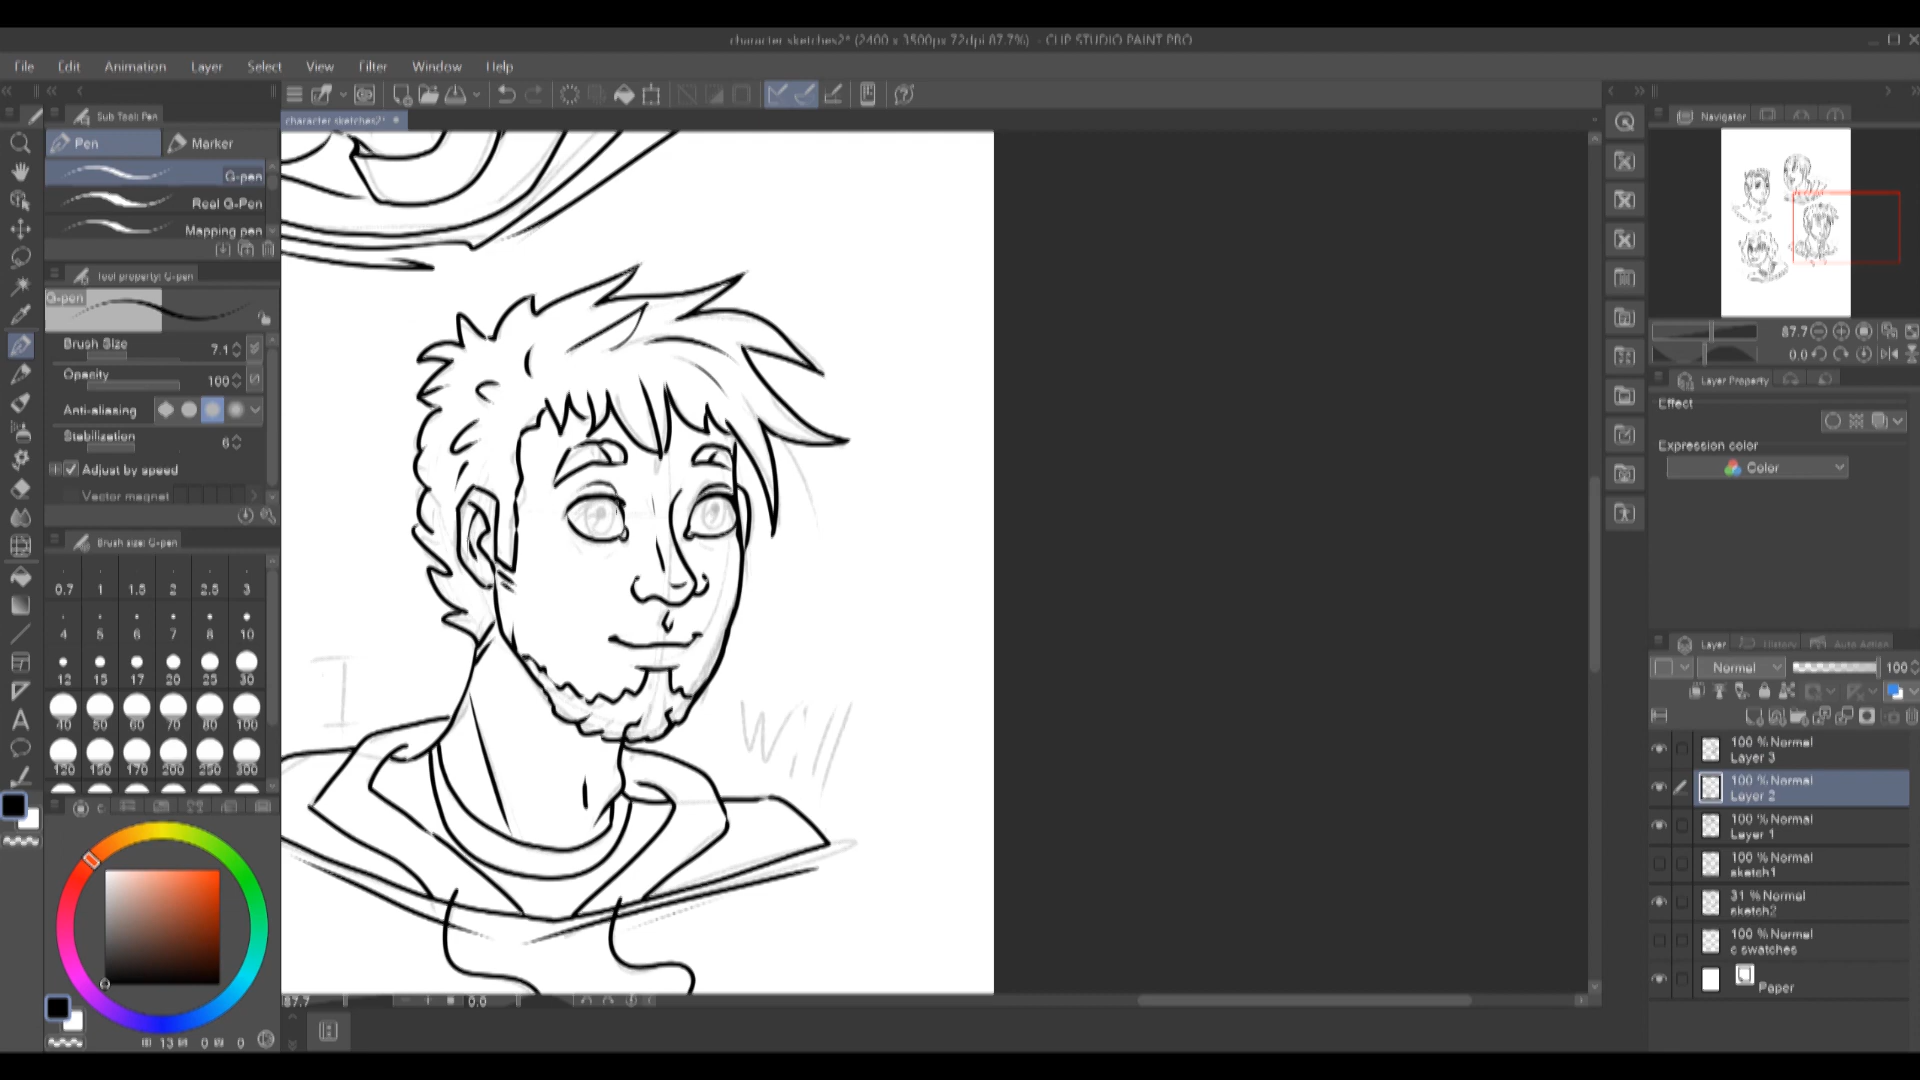 character sketches2* (2400 x 3500px 72dpi 87.7%) - CLIP STUDIO PAINT PRO
File Edit Animation Layer Select View Filter Window Help
Sub Tool: Pen
Pen Marker
G-pen
Real G-Pen
Mapping pen
Tool property: G-pen
G-pen
Brush Size 7.1
Opacity 100
Anti-aliasing
Stabilization 6
Adjust by speed
Vector magnet
Brush size: G-pen
0.7 1 1.5 2 2.5 3
4 5 6 7 8 10
12 15 17 20 25 30
40 50 60 70 80 100
120 150 170 200 250 300
13 0 0
character sketches2*
I
Will
87.7 0.0
Navigator
87.7
0.0
Layer Property
Effect
Expression color
Color
Layer History Auto Action
Normal 100
100 % Normal
Layer 3
100 % Normal
Layer 2
100 % Normal
Layer 1
100 % Normal
sketch1
31 % Normal
sketch2
100 % Normal
c swatches
Paper